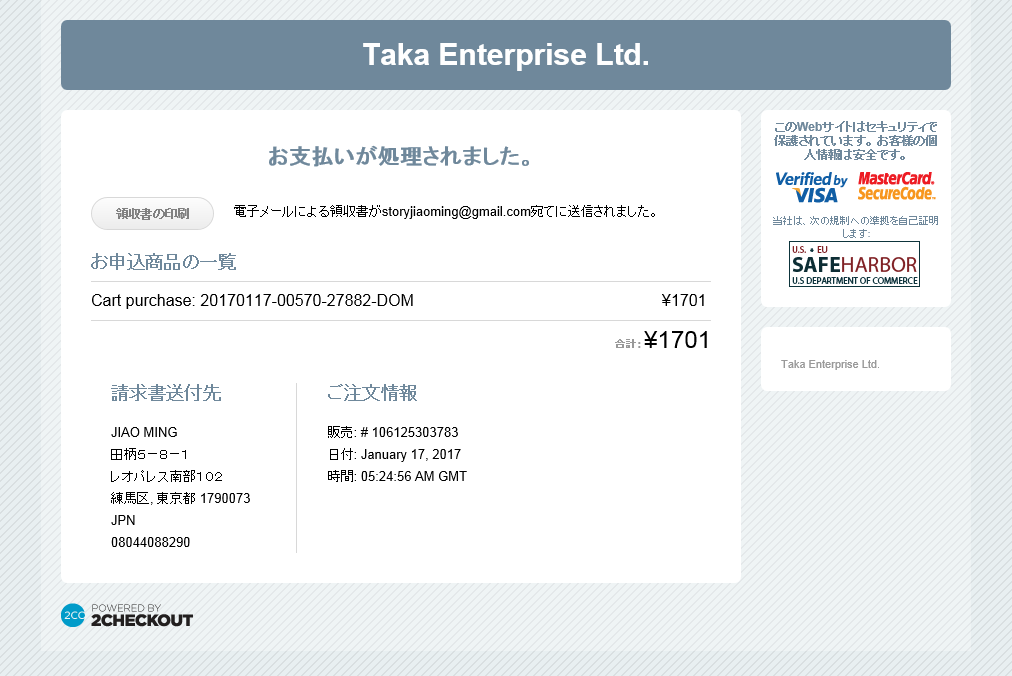 Taka Enterprise Ltd.
お支払いが処理されました。
領収書の印刷
電子メールによる領収書がstoryjiaoming@gmail.com宛てに送信されました。
お申込商品の一覧
Cart purchase: 20170117-00570-27882-DOM ¥1701
合計: ¥1701
請求書送付先
JIAO MING
田柄５－８－１
レオパレス南部１０２
練馬区, 東京都 1790073
JPN
08044088290
ご注文情報
販売: # 106125303783
日付: January 17, 2017
時間: 05:24:56 AM GMT
このWebサイトはセキュリティで
保護されています。お客様の個
人情報は安全です。
Verified by
VISA
MasterCard.
SecureCode.
当社は、次の規制への準拠を自己証明
します:
U.S. • EU
SAFEHARBOR
U.S DEPARTMENT OF COMMERCE
Taka Enterprise Ltd.
2CO
POWERED BY
2CHECKOUT